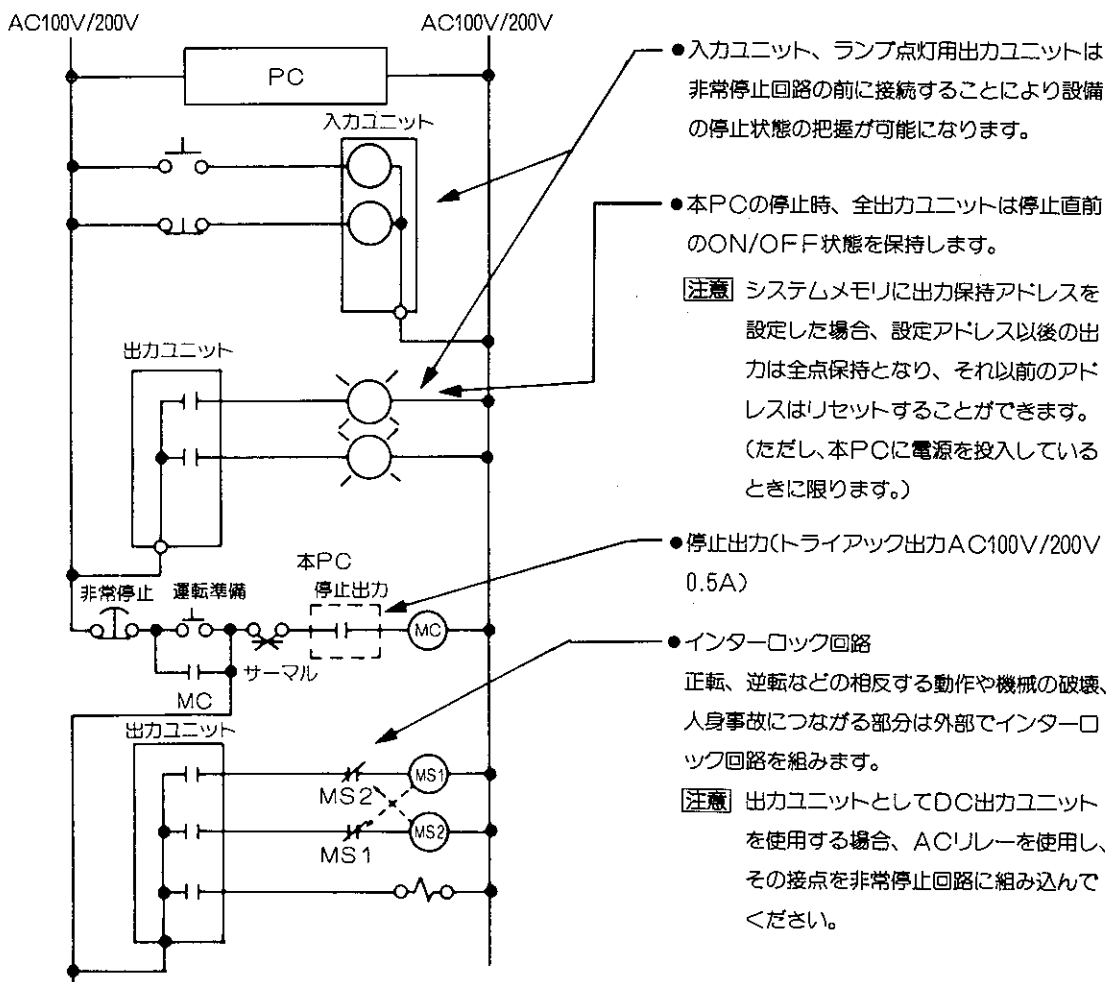 AC100V/200V
AC100V/200V
PC
入力ユニット
出力ユニット
本PC
停止出力
非常停止
運転準備
MC
サーマル
MC
出力ユニット
MS2
MS1
MS1
MS2
●入力ユニット、ランプ点灯用出力ユニットは
非常停止回路の前に接続することにより設備
の停止状態の把握が可能になります。
●本PCの停止時、全出力ユニットは停止直前
のON/OFF状態を保持します。
注意 システムメモリに出力保持アドレスを
設定した場合、設定アドレス以後の出
力は全点保持となり、それ以前のアド
レスはリセットすることができます。
(ただし、本PCに電源を投入している
ときに限ります。)
●停止出力(トライアック出力AC100V/200V
0.5A)
●インターロック回路
正転、逆転などの相反する動作や機械の破壊、
人身事故につながる部分は外部でインターロ
ック回路を組みます。
注意 出力ユニットとしてDC出力ユニット
を使用する場合、ACリレーを使用し、
その接点を非常停止回路に組み込んで
ください。